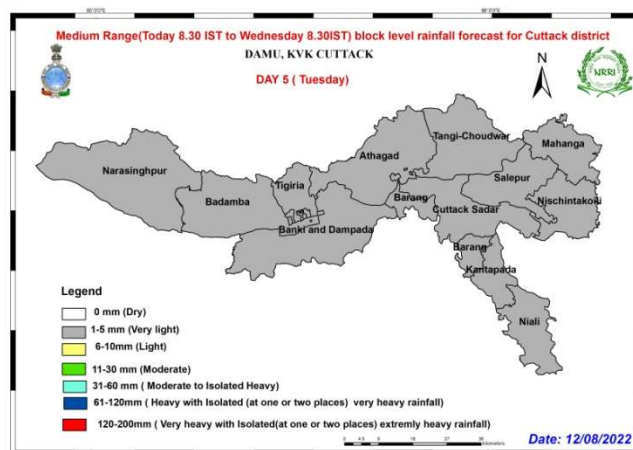 Medium Range(Today 8.30 IST to Wednesday 8.30IST) block level rainfall forecast for Cuttack district
DAMU, KVK CUTTACK
DAY 5 ( Tuesday)
N
NRRI
Tangi-Choudwar
Mahanga
Athagad
Narasinghpur
Salepur
Tigiria
Badamba
Barang
Nischintakoili
Cuttack Sadar
Banki and Dampada
Barang
Kantapada
Niali
Legend
0 mm (Dry)
1-5 mm (Very light)
6-10mm (Light)
11-30 mm (Moderate)
31-60 mm ( Moderate to Isolated Heavy)
61-120mm ( Heavy with Isolated (at one or two places) very heavy rainfall)
120-200mm ( Very heavy with Isolated(at one or two places) extremly heavy rainfall)
Kilometers
Date: 12/08/2022